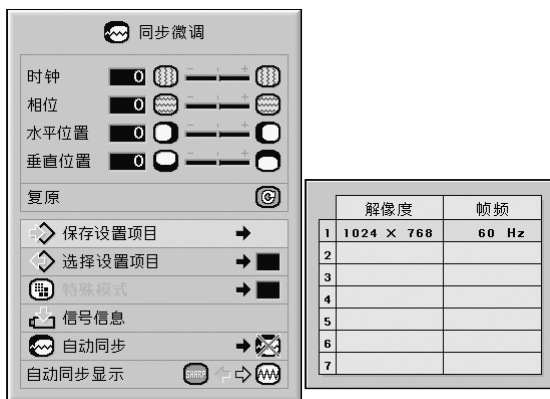 同步微调
时钟 0 - +
相位 0 - +
水平位置 0 - +
垂直位置 0 - +
复原
保存设置项目
选择设置项目
特殊模式
信号信息
自动同步
自动同步显示 SHARP
解像度 帧频
1 1024 × 768 60 Hz
2
3
4
5
6
7